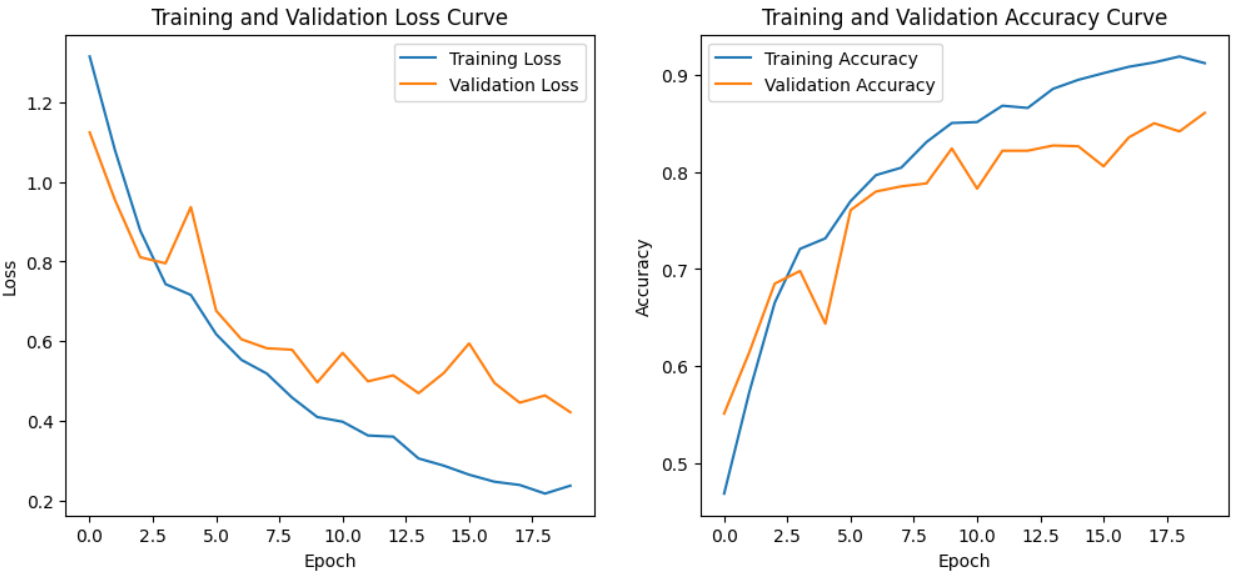 Training and Validation Loss Curve
Training Loss
Validation Loss
1.2
1.0
0.8
0.6
0.4
0.2
Loss
0.0 2.5 5.0 7.5 10.0 12.5 15.0 17.5
Epoch
Training and Validation Accuracy Curve
Training Accuracy
Validation Accuracy
0.9
0.8
0.7
0.6
0.5
Accuracy
0.0 2.5 5.0 7.5 10.0 12.5 15.0 17.5
Epoch